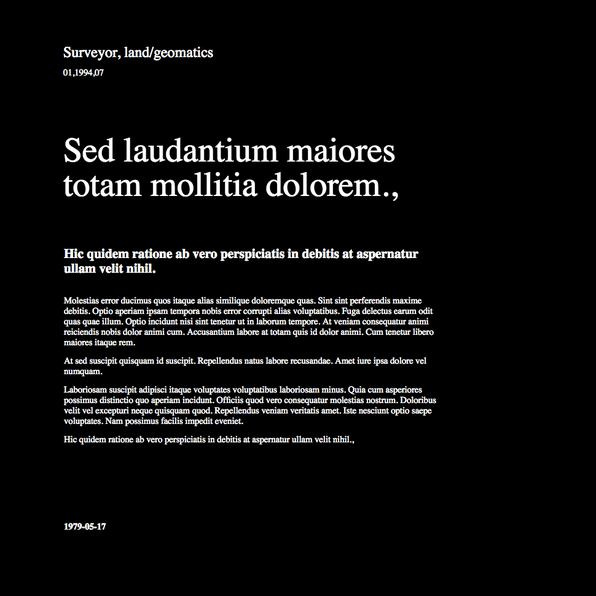 Surveyor, land/geomatics
01,1994,07
Sed laudantium maiores
totam mollitia dolorem.,
Hic quidem ratione ab vero perspiciatis in debitis at aspernatur
ullam velit nihil.
Molestias error ducimus quos itaque alias similique doloremque quas. Sint sint perferendis maxime
debitis. Optio aperiam ipsam tempora nobis error corrupti alias voluptatibus. Fuga delectus earum odit
quas quae illum. Optio incidunt nisi sint tenetur ut in laborum tempore. At veniam consequatur animi
reiciendis nobis dolor animi cum. Accusantium labore at totam quis id dolor animi. Cum tenetur libero
maiores itaque rem.
At sed suscipit quisquam id suscipit. Repellendus natus labore recusandae. Amet iure ipsa dolore vel
numquam.
Laboriosam suscipit adipisci itaque voluptates voluptatibus laboriosam minus. Quia cum asperiores
possimus distinctio quo aperiam incidunt. Officiis quod vero consequatur molestias nostrum. Doloribus
velit vel excepturi neque quisquam quod. Repellendus veniam veritatis amet. Iste nesciunt optio saepe
voluptates. Nam possimus facilis impedit eveniet.
Hic quidem ratione ab vero perspiciatis in debitis at aspernatur ullam velit nihil.,
1979-05-17